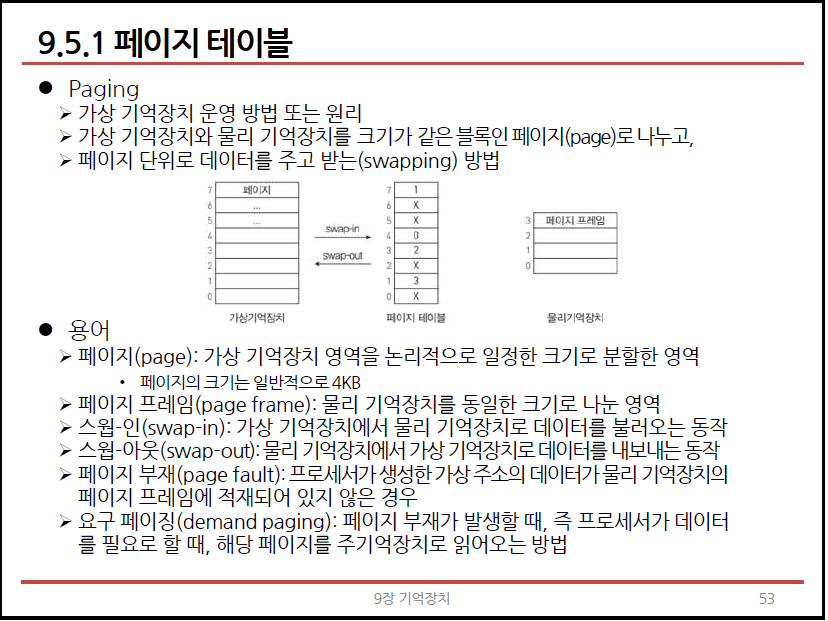 9.5.1 페이지 테이블
● Paging
➢ 가상 기억장치 운영 방법 또는 원리
➢ 가상 기억장치와 물리 기억장치를 크기가 같은 블록인 페이지(page)로 나누고,
➢ 페이지 단위로 데이터를 주고 받는(swapping) 방법
7 페이지
6 ...
5 ...
4
3
2
1
0
가상기억장치
swap-in
swap-out
7 1
6 X
5 X
4 0
3 2
2 X
1 3
0 X
페이지 테이블
3 페이지 프레임
2
1
0
물리기억장치
● 용어
➢ 페이지(page): 가상 기억장치 영역을 논리적으로 일정한 크기로 분할한 영역
• 페이지의 크기는 일반적으로 4KB
➢ 페이지 프레임(page frame): 물리 기억장치를 동일한 크기로 나눈 영역
➢ 스웝-인(swap-in): 가상 기억장치에서 물리 기억장치로 데이터를 불러오는 동작
➢ 스웝-아웃(swap-out): 물리 기억장치에서 가상 기억장치로 데이터를 내보내는 동작
➢ 페이지 부재(page fault): 프로세서가 생성한 가상 주소의 데이터가 물리 기억장치의
페이지 프레임에 적재되어 있지 않은 경우
➢ 요구 페이징(demand paging): 페이지 부재가 발생할 때, 즉 프로세서가 데이터
를 필요로 할 때, 해당 페이지를 주기억장치로 읽어오는 방법
9장 기억장치
53